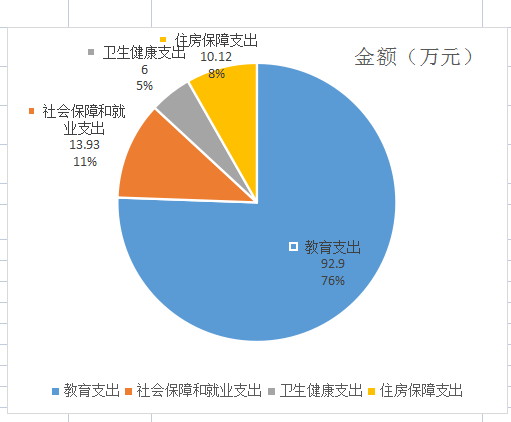 金额（万元）
住房保障支出
10.12
8%
卫生健康支出
6
5%
社会保障和就
业支出
13.93
11%
教育支出
92.9
76%
教育支出 社会保障和就业支出 卫生健康支出 住房保障支出